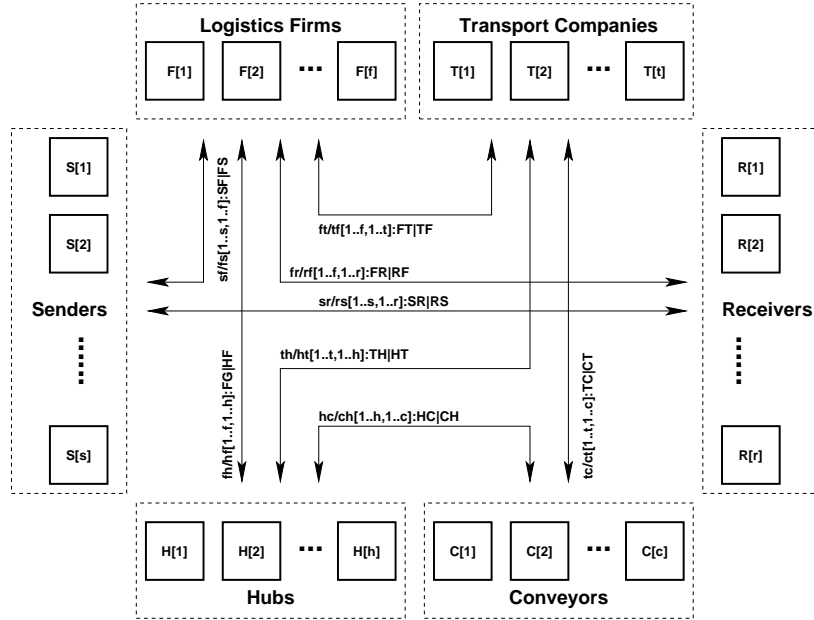 Logistics Firms
Transport Companies
F[1] F[2] ... F[f]
T[1] T[2] ... T[t]
S[1]
S[2]
Senders
S[s]
R[1]
R[2]
Receivers
R[r]
sf/fs[1..s,1..f]:SF|FS
ft/tf[1..f,1..t]:FT|TF
fr/rf[1..f,1..r]:FR|RF
sr/rs[1..s,1..r]:SR|RS
th/ht[1..t,1..h]:TH|HT
hc/ch[1..h,1..c]:HC|CH
fh/hf[1..f,1..h]:FG|HF
tc/ct[1..t,1..c]:TC|CT
H[1] H[2] ... H[h]
C[1] C[2] ... C[c]
Hubs
Conveyors